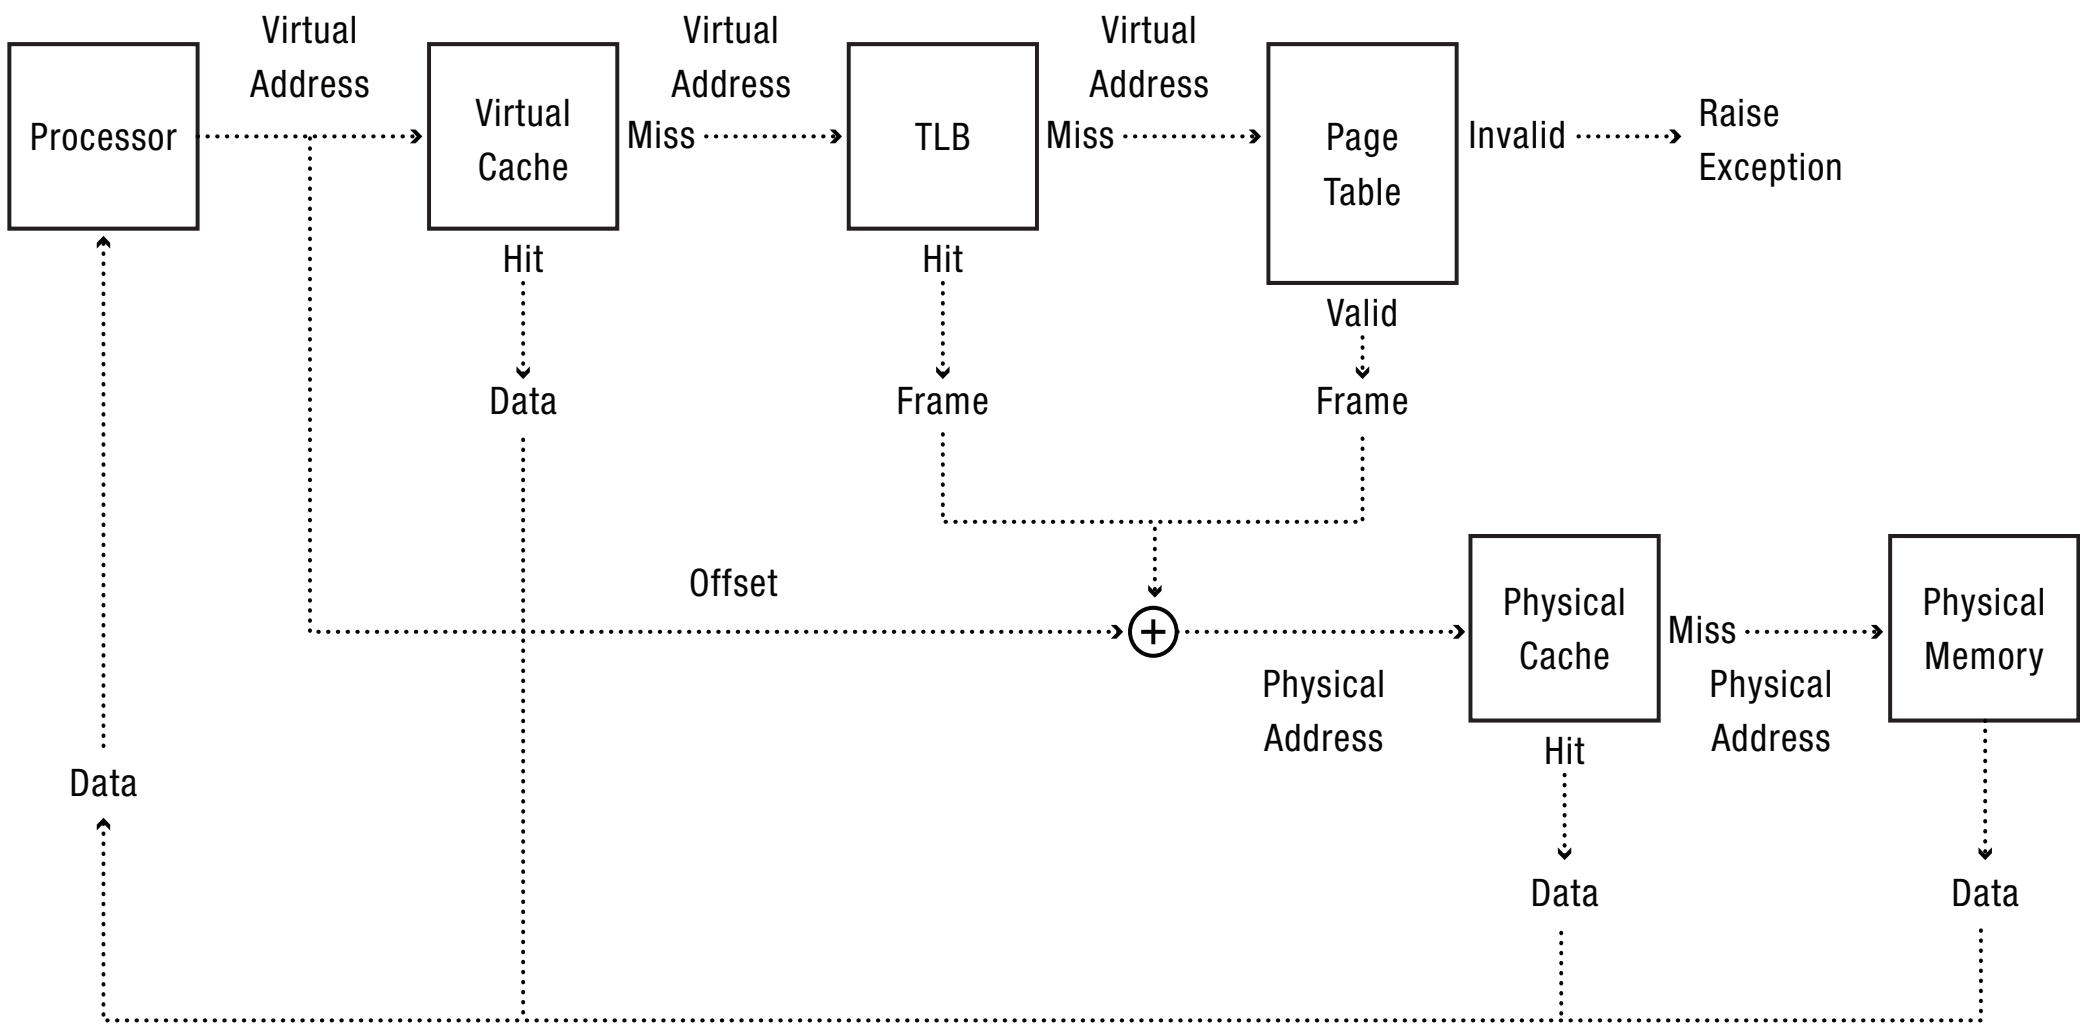 Virtual
Address
Virtual
Address
Virtual
Address
Processor
Virtual
Cache
Miss
TLB
Miss
Page
Table
Invalid
Raise
Exception
Hit
Hit
Valid
Data
Frame
Frame
Offset
+
Physical
Cache
Miss
Physical
Memory
Physical
Address
Physical
Address
Hit
Data
Data
Data